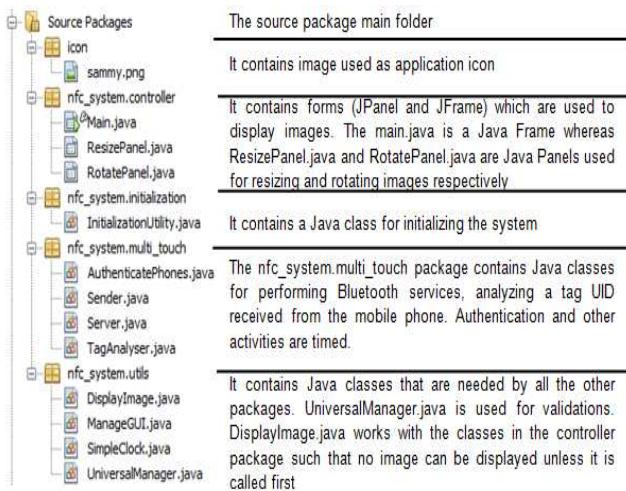 Source Packages
The source package main folder
icon
sammy.png
It contains image used as application icon
nfc_system.controller
Main.java
ResizePanel.java
RotatePanel.java
It contains forms (JPanel and JFrame) which are used to
display images. The main.java is a Java Frame whereas
ResizePanel.java and RotatePanel.java are Java Panels used
for resizing and rotating images respectively
nfc_system.initialization
InitializationUtility.java
It contains a Java class for initializing the system
nfc_system.multi_touch
AuthenticatePhones.java
Sender.java
Server.java
TagAnalyser.java
The nfc_system.multi_touch package contains Java classes
for performing Bluetooth services, analyzing a tag UID
received from the mobile phone. Authentication and other
activities are timed.
nfc_system.utils
DisplayImage.java
ManageGUI.java
SimpleClock.java
UniversalManager.java
It contains Java classes that are needed by all the other
packages. UniversalManager.java is used for validations.
DisplayImage.java works with the classes in the controller
package such that no image can be displayed unless it is
called first